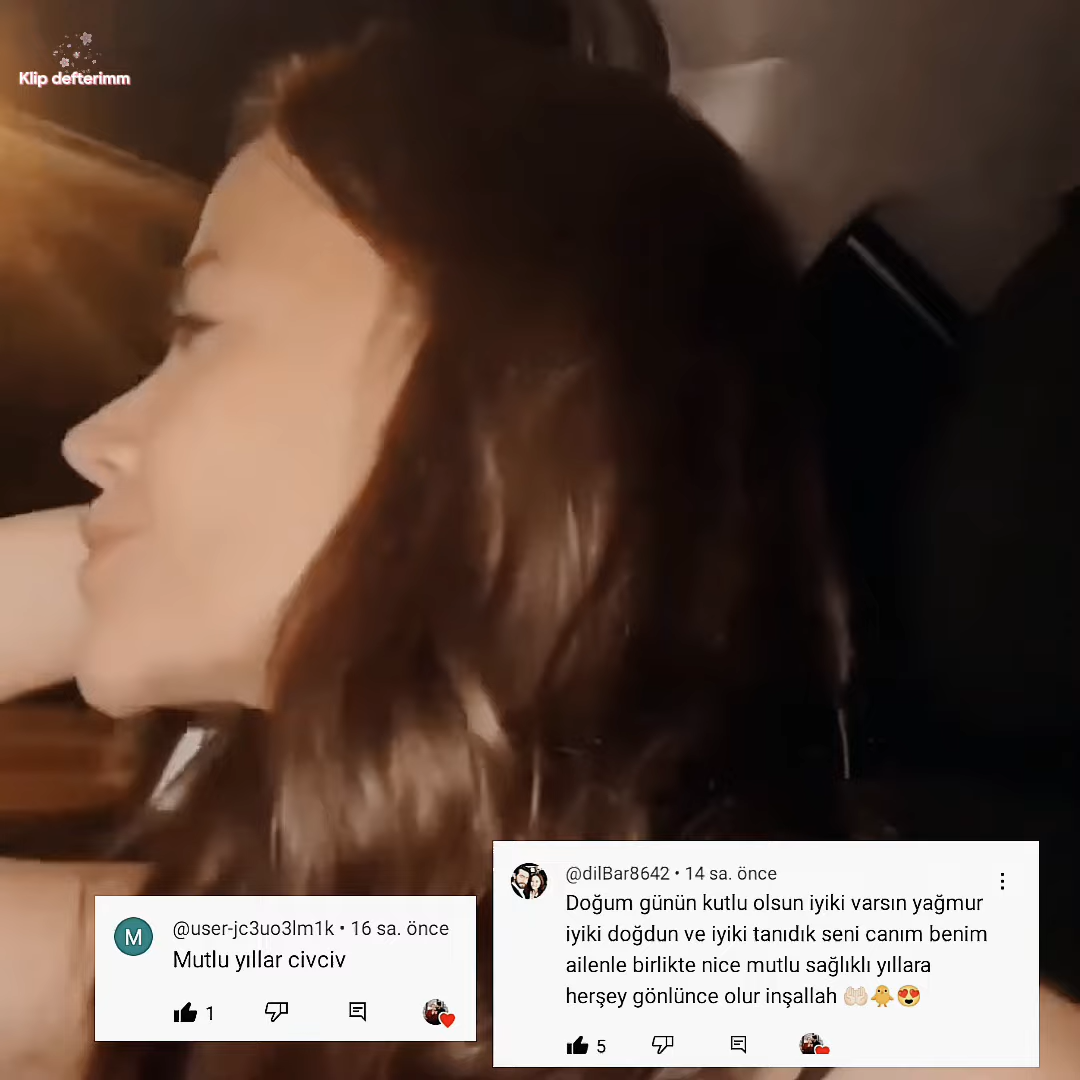 Klip defterimm
@user-jc3uo3lm1k • 16 sa. önce
M
Mutlu yıllar civciv
1
@dilBar8642 • 14 sa. önce
Doğum günün kutlu olsun iyiki varsın yağmur
iyiki doğdun ve iyiki tanıdık seni canım benim
ailenle birlikte nice mutlu sağlıklı yıllara
herşey gönlünce olur inşallah 🤲🏻🐥😍
5